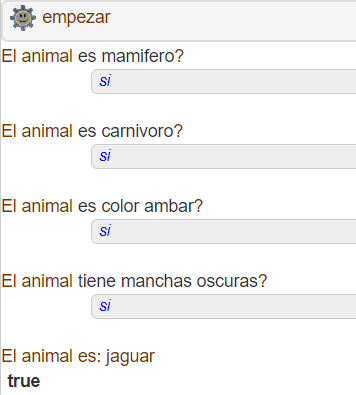 empezar
El animal es mamifero?
si
El animal es carnivoro?
si
El animal es color ambar?
si
El animal tiene manchas oscuras?
si
El animal es: jaguar
true